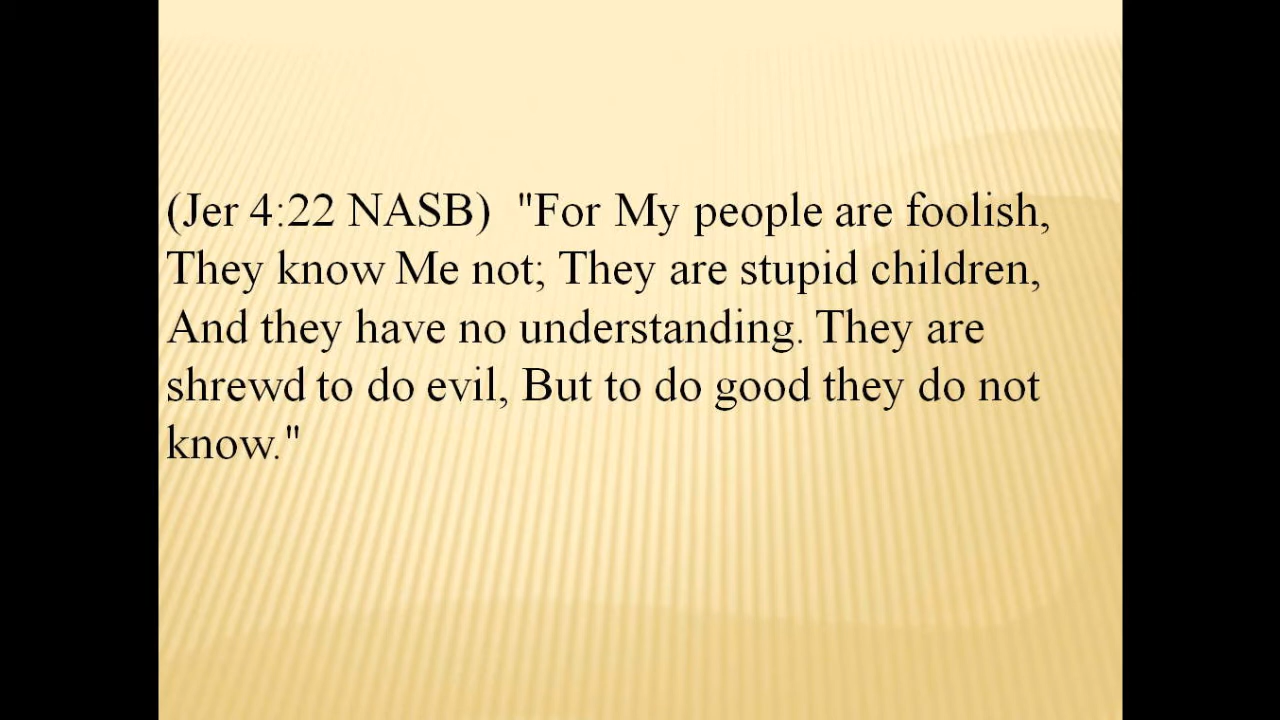 (Jer 4:22 NASB)  "For My people are foolish,
They know Me not; They are stupid children,
And they have no understanding. They are
shrewd to do evil, But to do good they do not
know."